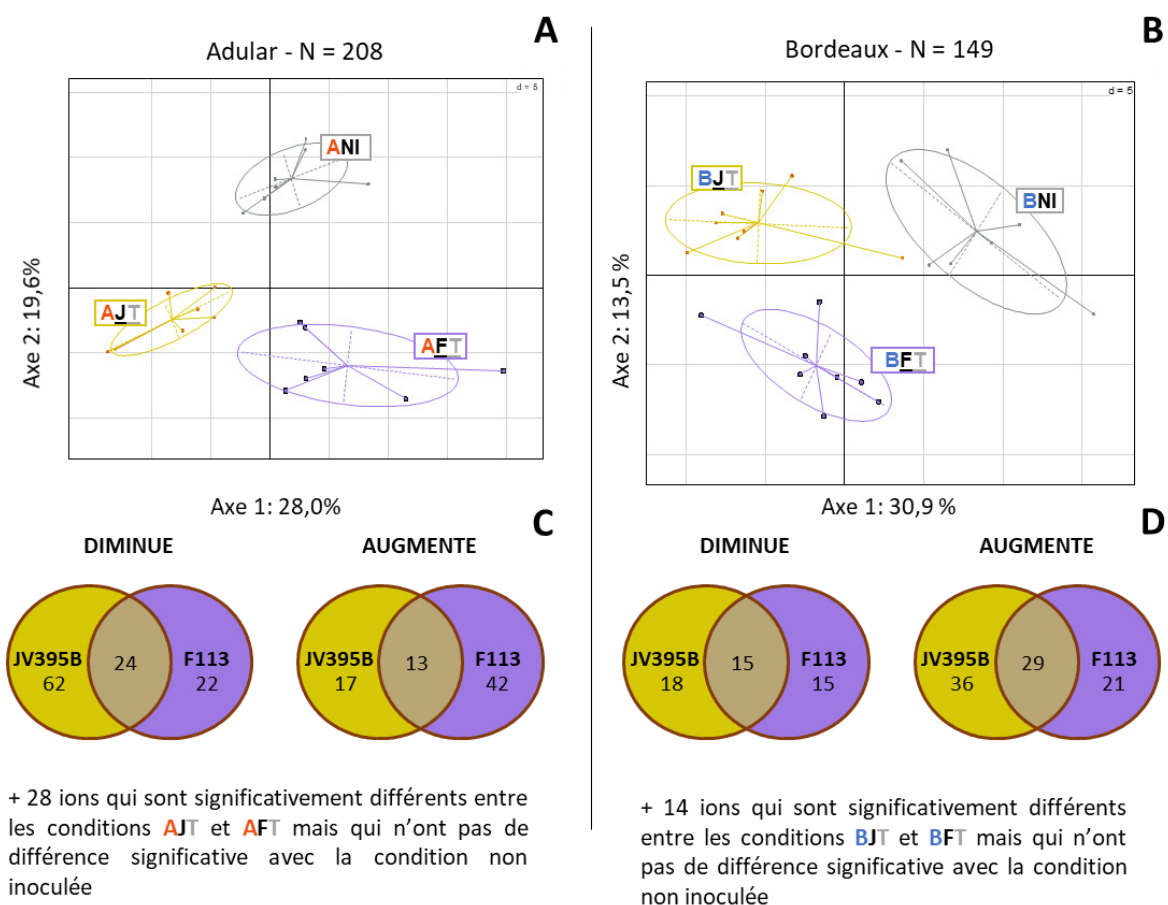 A
Adular - N = 208
d = 5
ANI
AJT
AFT
Axe 2: 19,6%
Axe 1: 28,0%
B
Bordeaux - N = 149
d = 5
BJT
BNI
BFT
Axe 2: 13,5 %
Axe 1: 30,9 %
C
DIMINUE
AUGMENTE
JV395B
62
24
F113
22
JV395B
17
13
F113
42
+ 28 ions qui sont significativement différents entre
les conditions AJT et AFT mais qui n’ont pas de
différence significative avec la condition non
inoculée
D
DIMINUE
AUGMENTE
JV395B
18
15
F113
15
JV395B
36
29
F113
21
+ 14 ions qui sont significativement différents
entre les conditions BJT et BFT mais qui n’ont
pas de différence significative avec la condition
non inoculée